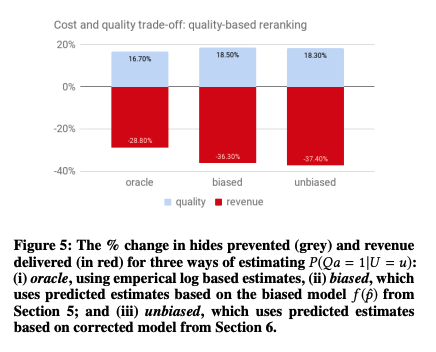 Cost and quality trade-off: quality-based reranking
20%
16.70%
18.50%
18.30%
0%
-20%
-28.80%
-36.30%
-37.40%
-40%
oracle
biased
unbiased
quality
revenue
Figure 5: The % change in hides prevented (grey) and revenue
delivered (in red) for three ways of estimating P(Qa = 1|U = u):
(i) oracle, using emperical log based estimates, (ii) biased, which
uses predicted estimates based on the biased model f(p̂) from
Section 5; and (iii) unbiased, which uses predicted estimates
based on corrected model from Section 6.